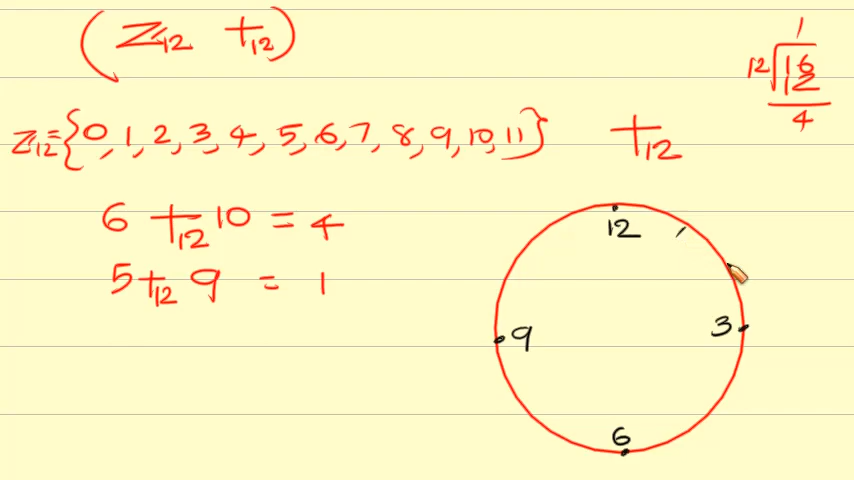 (Z₁₂ +₁₂)
Z₁₂={0, 1, 2, 3, 4, 5, 6, 7, 8, 9, 10, 11}
+₁₂
6 +₁₂ 10 = 4
5 +₁₂ 9 = 1
1
12√16
12
4
12
1
3
6
9